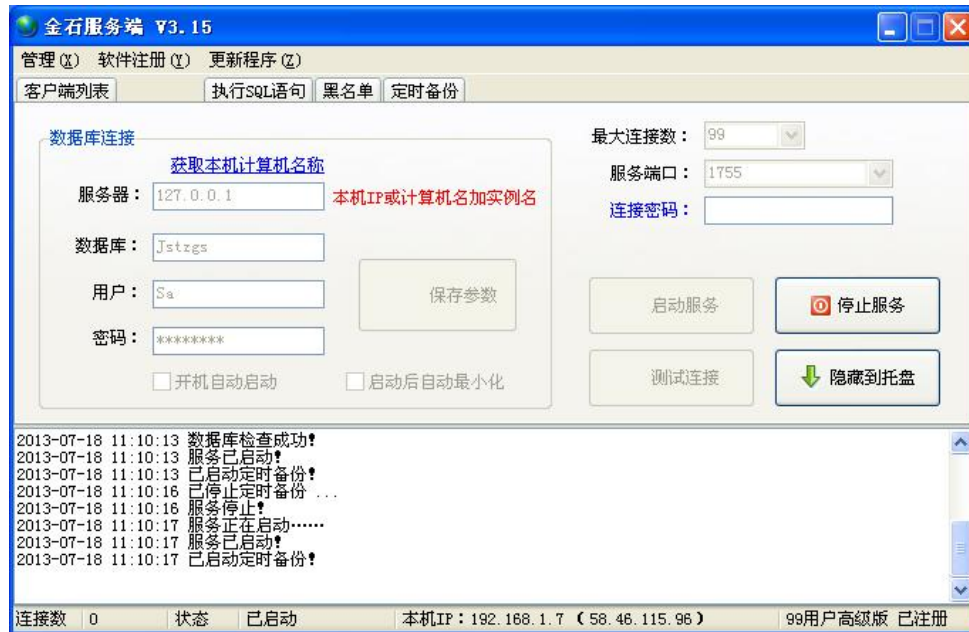 金石服务端 V3.15
管理(X) 软件注册(Y) 更新程序(Z)
客户端列表 执行SQL语句 黑名单 定时备份
数据库连接
获取本机计算机名称
服务器： 127.0.0.1 本机IP或计算机名加实例名
数据库： Jstzgs
用户： Sa
密码： ********
保存参数
开机自动启动 启动后自动最小化
最大连接数： 99
服务端口： 1755
连接密码：
启动服务 停止服务
测试连接 隐藏到托盘
2013-07-18 11:10:13 数据库检查成功!
2013-07-18 11:10:13 服务已启动!
2013-07-18 11:10:13 已启动定时备份!
2013-07-18 11:10:16 已停止定时备份 ...
2013-07-18 11:10:16 服务停止!
2013-07-18 11:10:17 服务正在启动……
2013-07-18 11:10:17 服务已启动!
2013-07-18 11:10:17 已启动定时备份!
连接数 0 状态 已启动 本机IP：192.168.1.7 (58.46.115.96) 99用户高级版 已注册